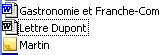 Gastronomie et Franche-Com
Lettre Dupont
Martin